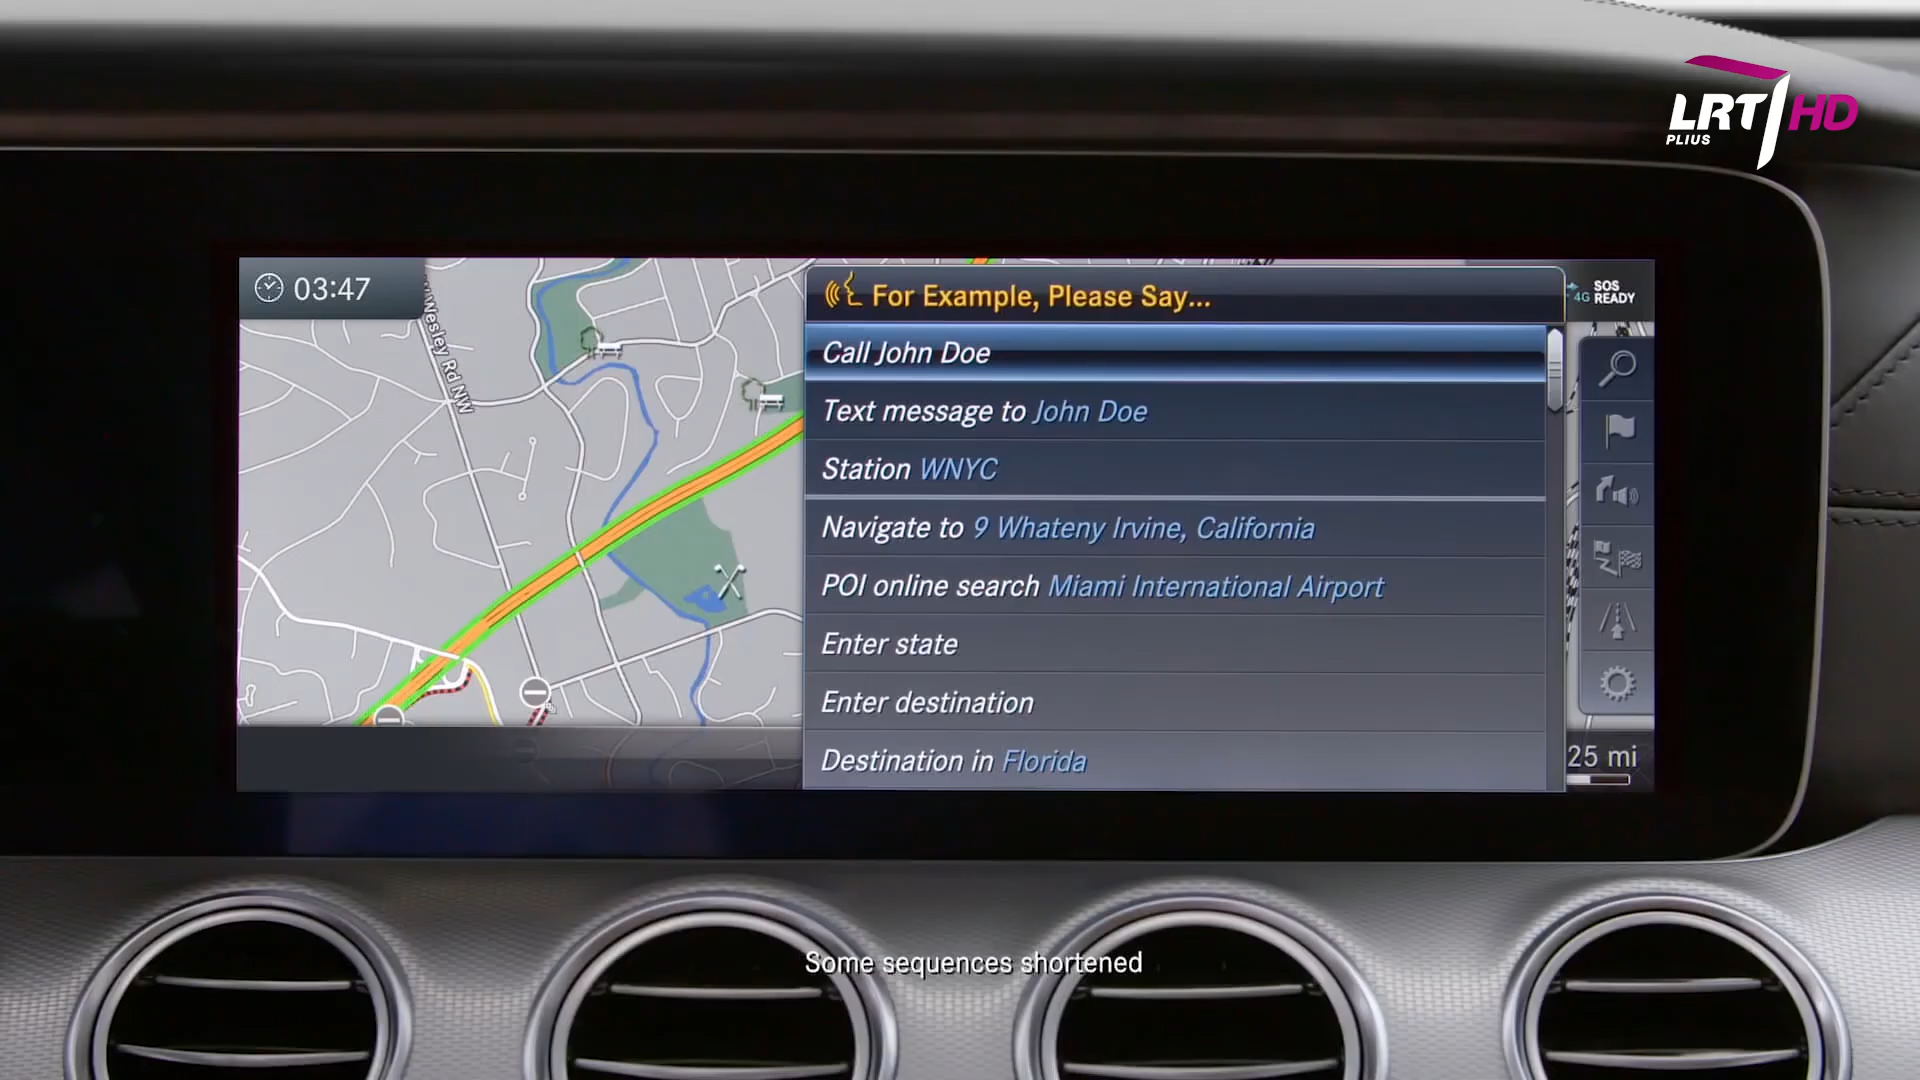 LRT HD
PLIUS
03:47
Wesley Rd NW
For Example, Please Say...
4G SOS READY
Call John Doe
Text message to John Doe
Station WNYC
Navigate to 9 Whateny Irvine, California
POI online search Miami International Airport
Enter state
Enter destination
Destination in Florida
25 mi
Some sequences shortened